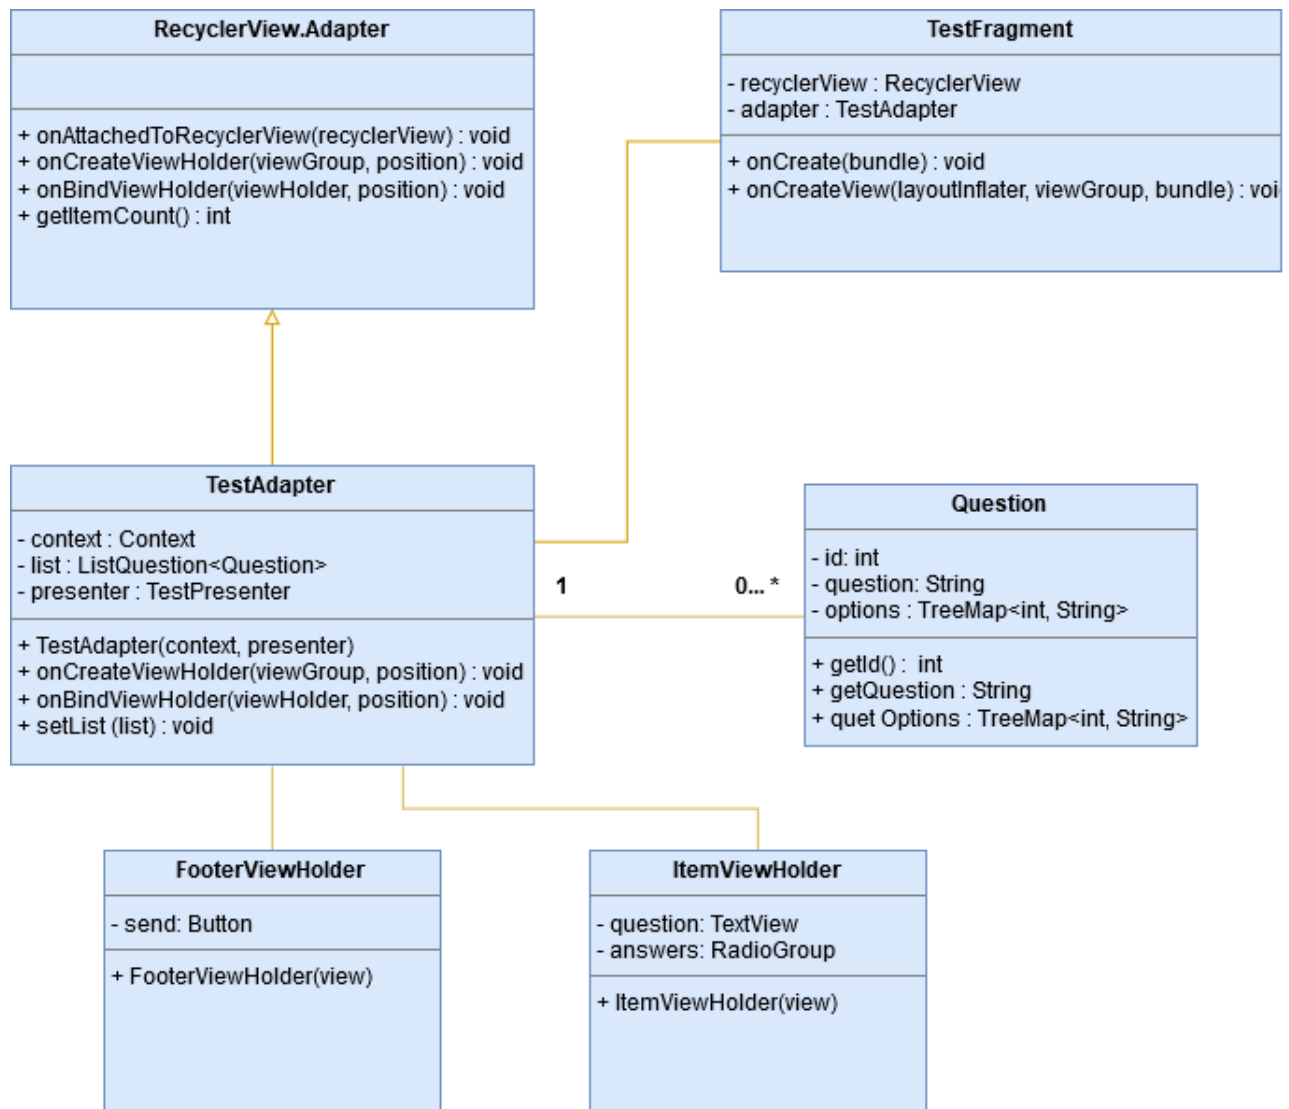 RecyclerView.Adapter
+ onAttachedToRecyclerView(recyclerView) : void
+ onCreateViewHolder(viewGroup, position) : void
+ onBindViewHolder(viewHolder, position) : void
+ getItemCount() : int
TestFragment
- recyclerView : RecyclerView
- adapter : TestAdapter
+ onCreate(bundle) : void
+ onCreateView(layoutInflater, viewGroup, bundle) : voi
TestAdapter
- context : Context
- list : ListQuestion<Question>
- presenter : TestPresenter
+ TestAdapter(context, presenter)
+ onCreateViewHolder(viewGroup, position) : void
+ onBindViewHolder(viewHolder, position) : void
+ setList (list) : void
1
0... *
Question
- id: int
- question: String
- options : TreeMap<int, String>
+ getId() :  int
+ getQuestion : String
+ quet Options : TreeMap<int, String>
FooterViewHolder
- send: Button
+ FooterViewHolder(view)
ItemViewHolder
- question: TextView
- answers: RadioGroup
+ ItemViewHolder(view)